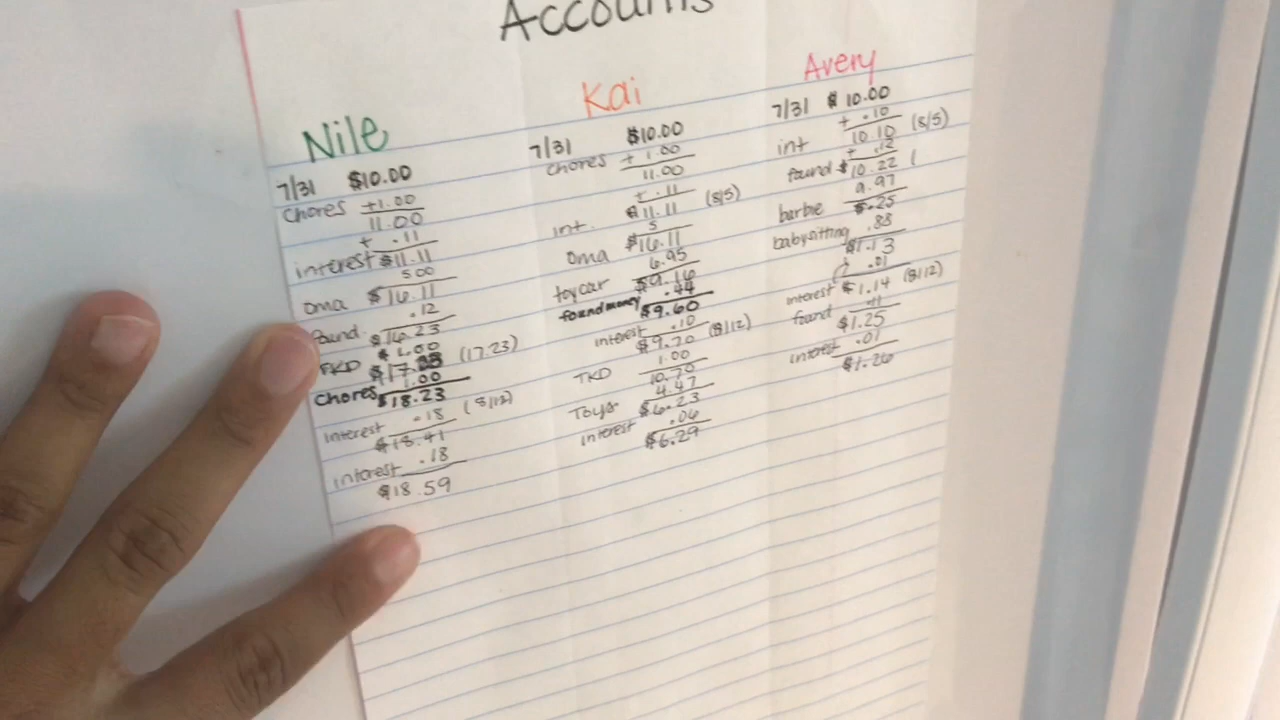 Accounts
Nile
7/31 $10.00
Chores +1.00
11.00
+ .11
interest $11.11
5.00
Oma $16.11
.12
Found $16.23
$1.00
TKD $17.23 (17.23)
1.00
Chores $18.23
.18 (8/12)
interest $18.41
.18
interest
$18.59
Kai
7/31 $10.00
Chores + 1.00
11.00
+ .11
int. $11.11 (8/5)
5
Oma $16.11
6.95
toy car $9.16
.44
found money $9.60
.10
interest $9.70 (8/12)
1.00
TKD 10.70
4.47
Toys $6.23
interest .06
$6.29
Avery
7/31 $10.00
+ .10
int 10.10 (8/5)
+ .12
found $10.22 (
9.97
barbie $.25
babysitting .88
$1.13
.01
interest $1.14 (8/12)
found .11
$1.25
interest .01
$1.26